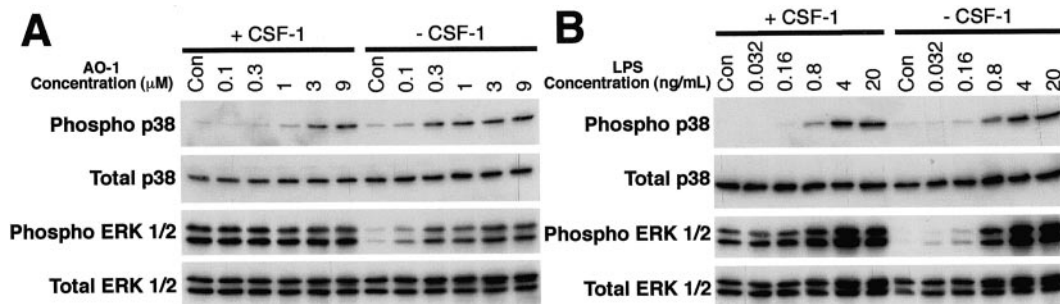 A
+ CSF-1 - CSF-1
AO-1
Concentration (μM)
Con 0.1 0.3 1 3 9 Con 0.1 0.3 1 3 9
Phospho p38
Total p38
Phospho ERK 1/2
Total ERK 1/2
B
+ CSF-1 - CSF-1
LPS
Concentration (ng/mL)
Con 0.032 0.16 0.8 4 20 Con 0.032 0.16 0.8 4 20
Phospho p38
Total p38
Phospho ERK 1/2
Total ERK 1/2